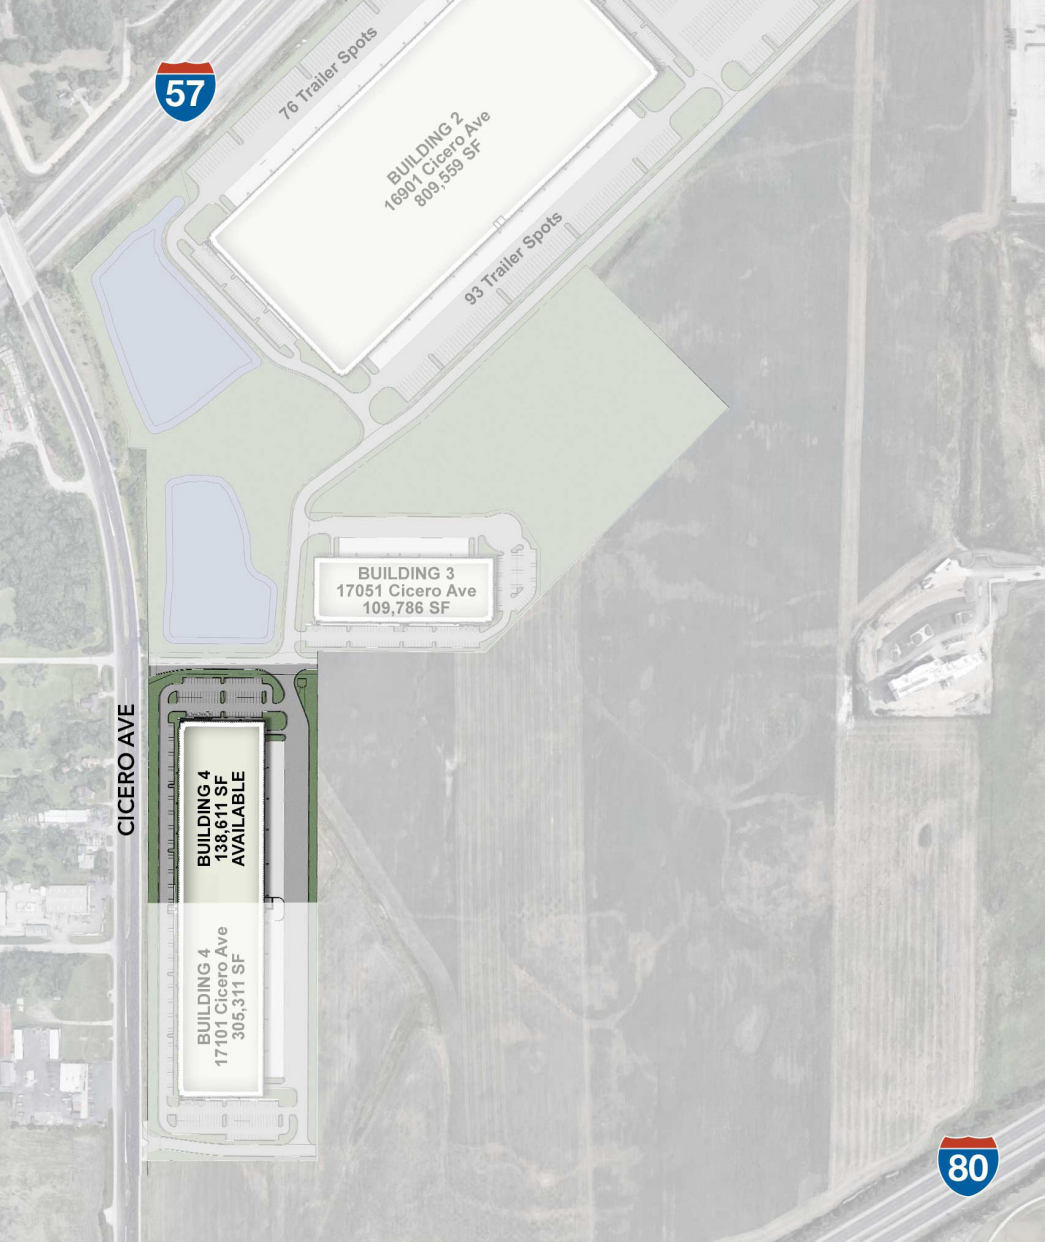 57
76 Trailer Spots
BUILDING 2
16901 Cicero Ave
809,559 SF
93 Trailer Spots
BUILDING 3
17051 Cicero Ave
109,786 SF
CICERO AVE
BUILDING 4
138,611 SF
AVAILABLE
BUILDING 4
17101 Cicero Ave
305,311 SF
80